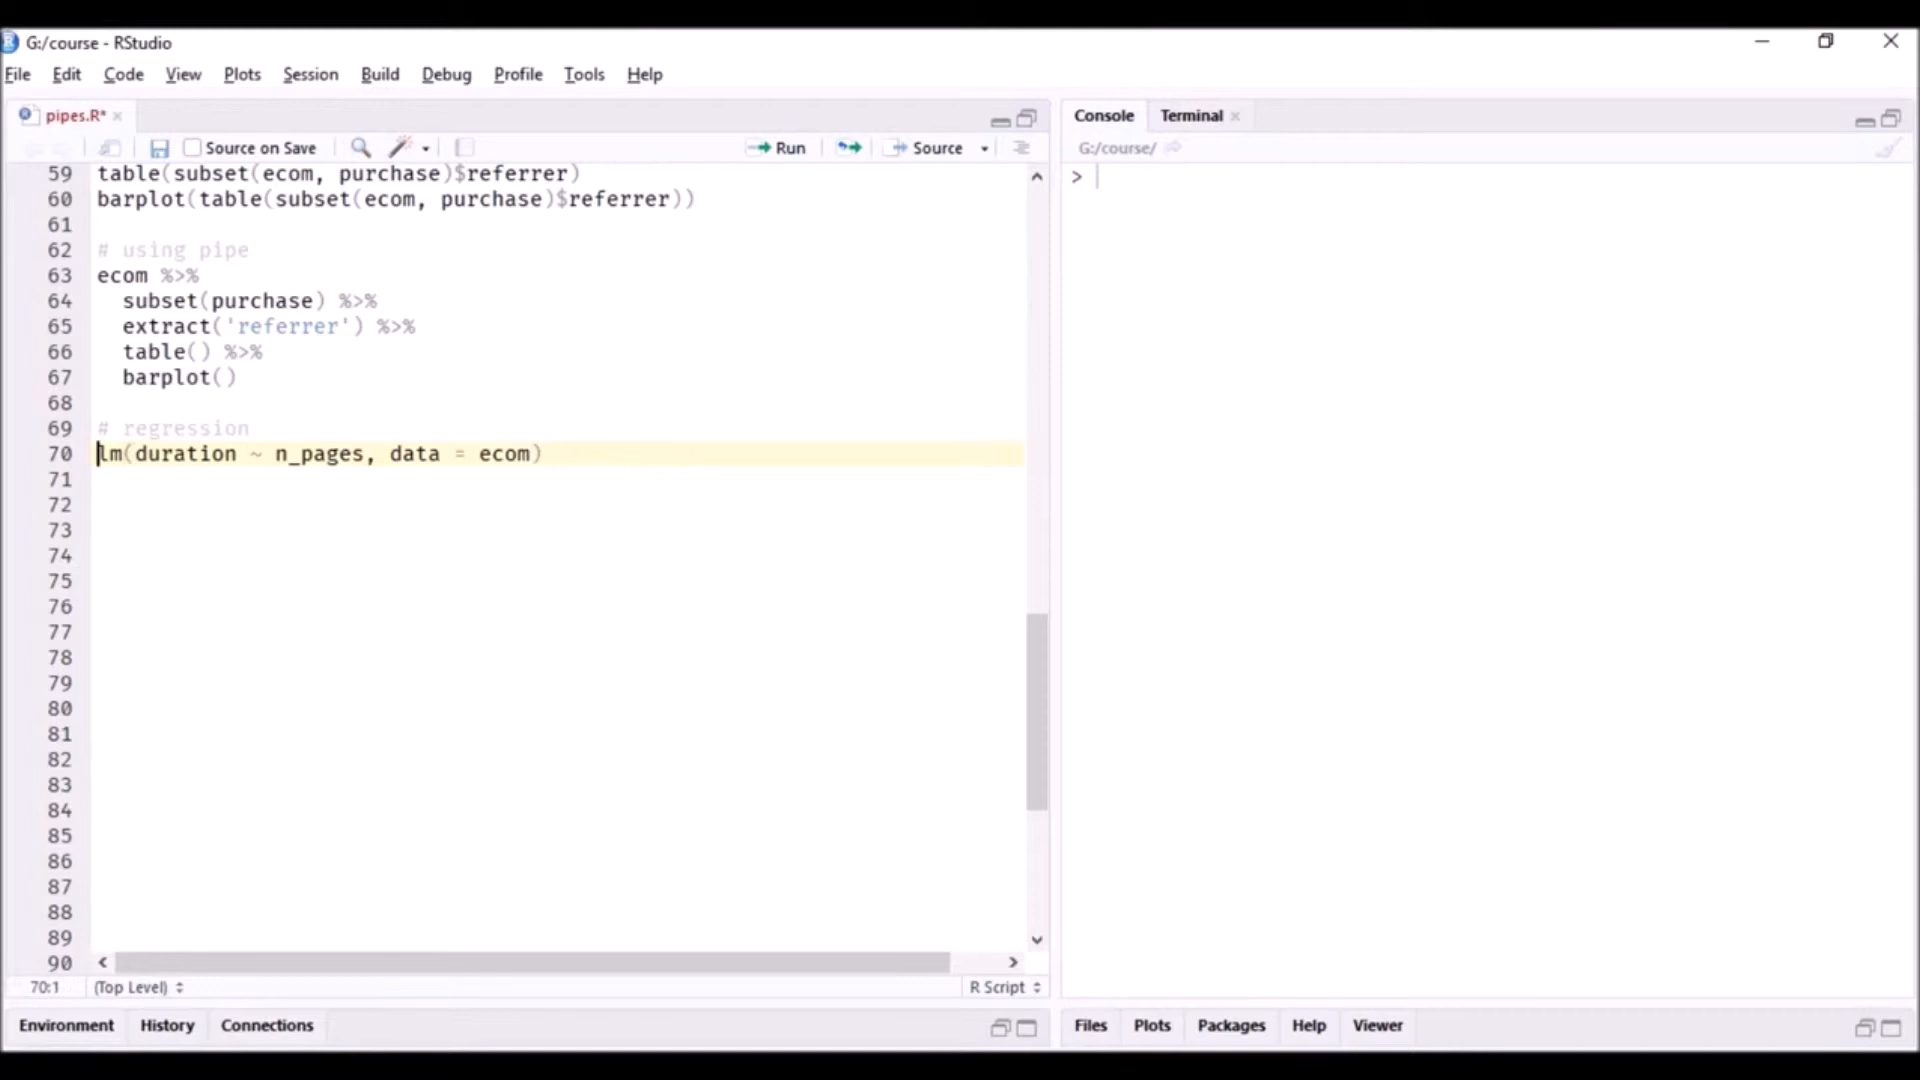 G:/course - RStudio
File Edit Code View Plots Session Build Debug Profile Tools Help
pipes.R*
Source on Save Run Source
59 table(subset(ecom, purchase)$referrer)
60 barplot(table(subset(ecom, purchase)$referrer))
61
62 # using pipe
63 ecom %>%
64 subset(purchase) %>%
65 extract('referrer') %>%
66 table() %>%
67 barplot()
68
69 # regression
70 lm(duration ~ n_pages, data = ecom)
71
72
73
74
75
76
77
78
79
80
81
82
83
84
85
86
87
88
89
90
70:1 (Top Level) R Script
Environment History Connections
Console Terminal
G:/course/
>
Files Plots Packages Help Viewer